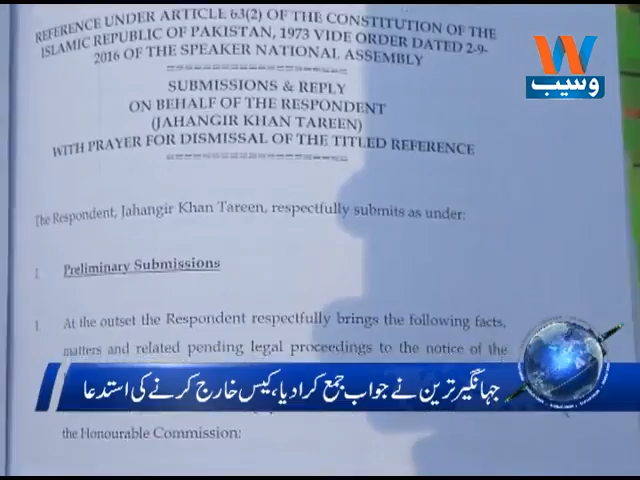 REFERENCE UNDER ARTICLE 63(2) OF THE CONSTITUTION OF THE
ISLAMIC REPUBLIC OF PAKISTAN, 1973 VIDE ORDER DATED 2-9-
2016 OF THE SPEAKER NATIONAL ASSEMBLY
W
وسیب
SUBMISSIONS & REPLY
ON BEHALF OF THE RESPONDENT
(JAHANGIR KHAN TAREEN)
WITH PRAYER FOR DISMISSAL OF THE TITLED REFERENCE
The Respondent, Jahangir Khan Tareen, respectfully submits as under:
I Preliminary Submissions
1 At the outset the Respondent respectfully brings the following facts,
matters and related pending legal proceedings to the notice of the
جہانگیر ترین نے جواب جمع کرا دیا، کیس خارج کرنے کی استدعا
the Honourable Commission: